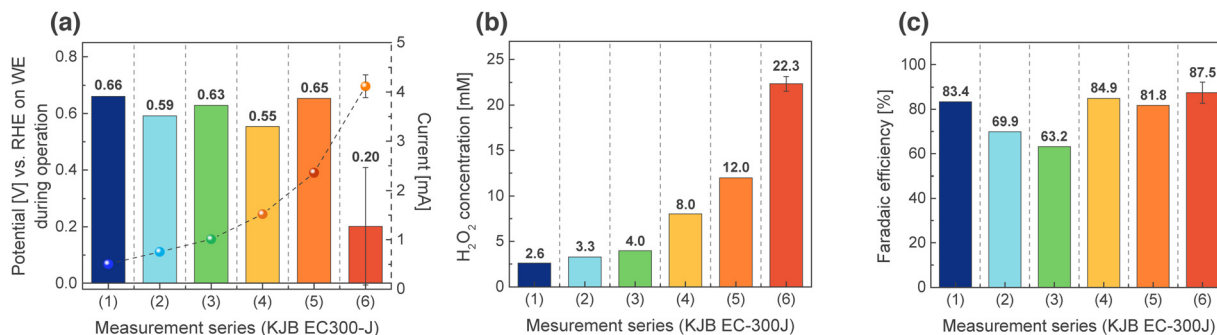 (a)
Potential [V] vs. RHE on WE
during operation
0.8
0.6
0.4
0.2
0.0
0.66
0.59
0.63
0.55
0.65
0.20
5
4
3
2
1
0
Current [mA]
(1) (2) (3) (4) (5) (6)
Measurement series (KJB EC300-J)
(b)
H₂O₂ concentration [mM]
25
20
15
10
5
0
2.6
3.3
4.0
8.0
12.0
22.3
(1) (2) (3) (4) (5) (6)
Mesurement series (KJB EC-300J)
(c)
Faradaic efficiency [%]
100
80
60
40
20
0
83.4
69.9
63.2
84.9
81.8
87.5
(1) (2) (3) (4) (5) (6)
Mesurement series (KJB EC-300J)